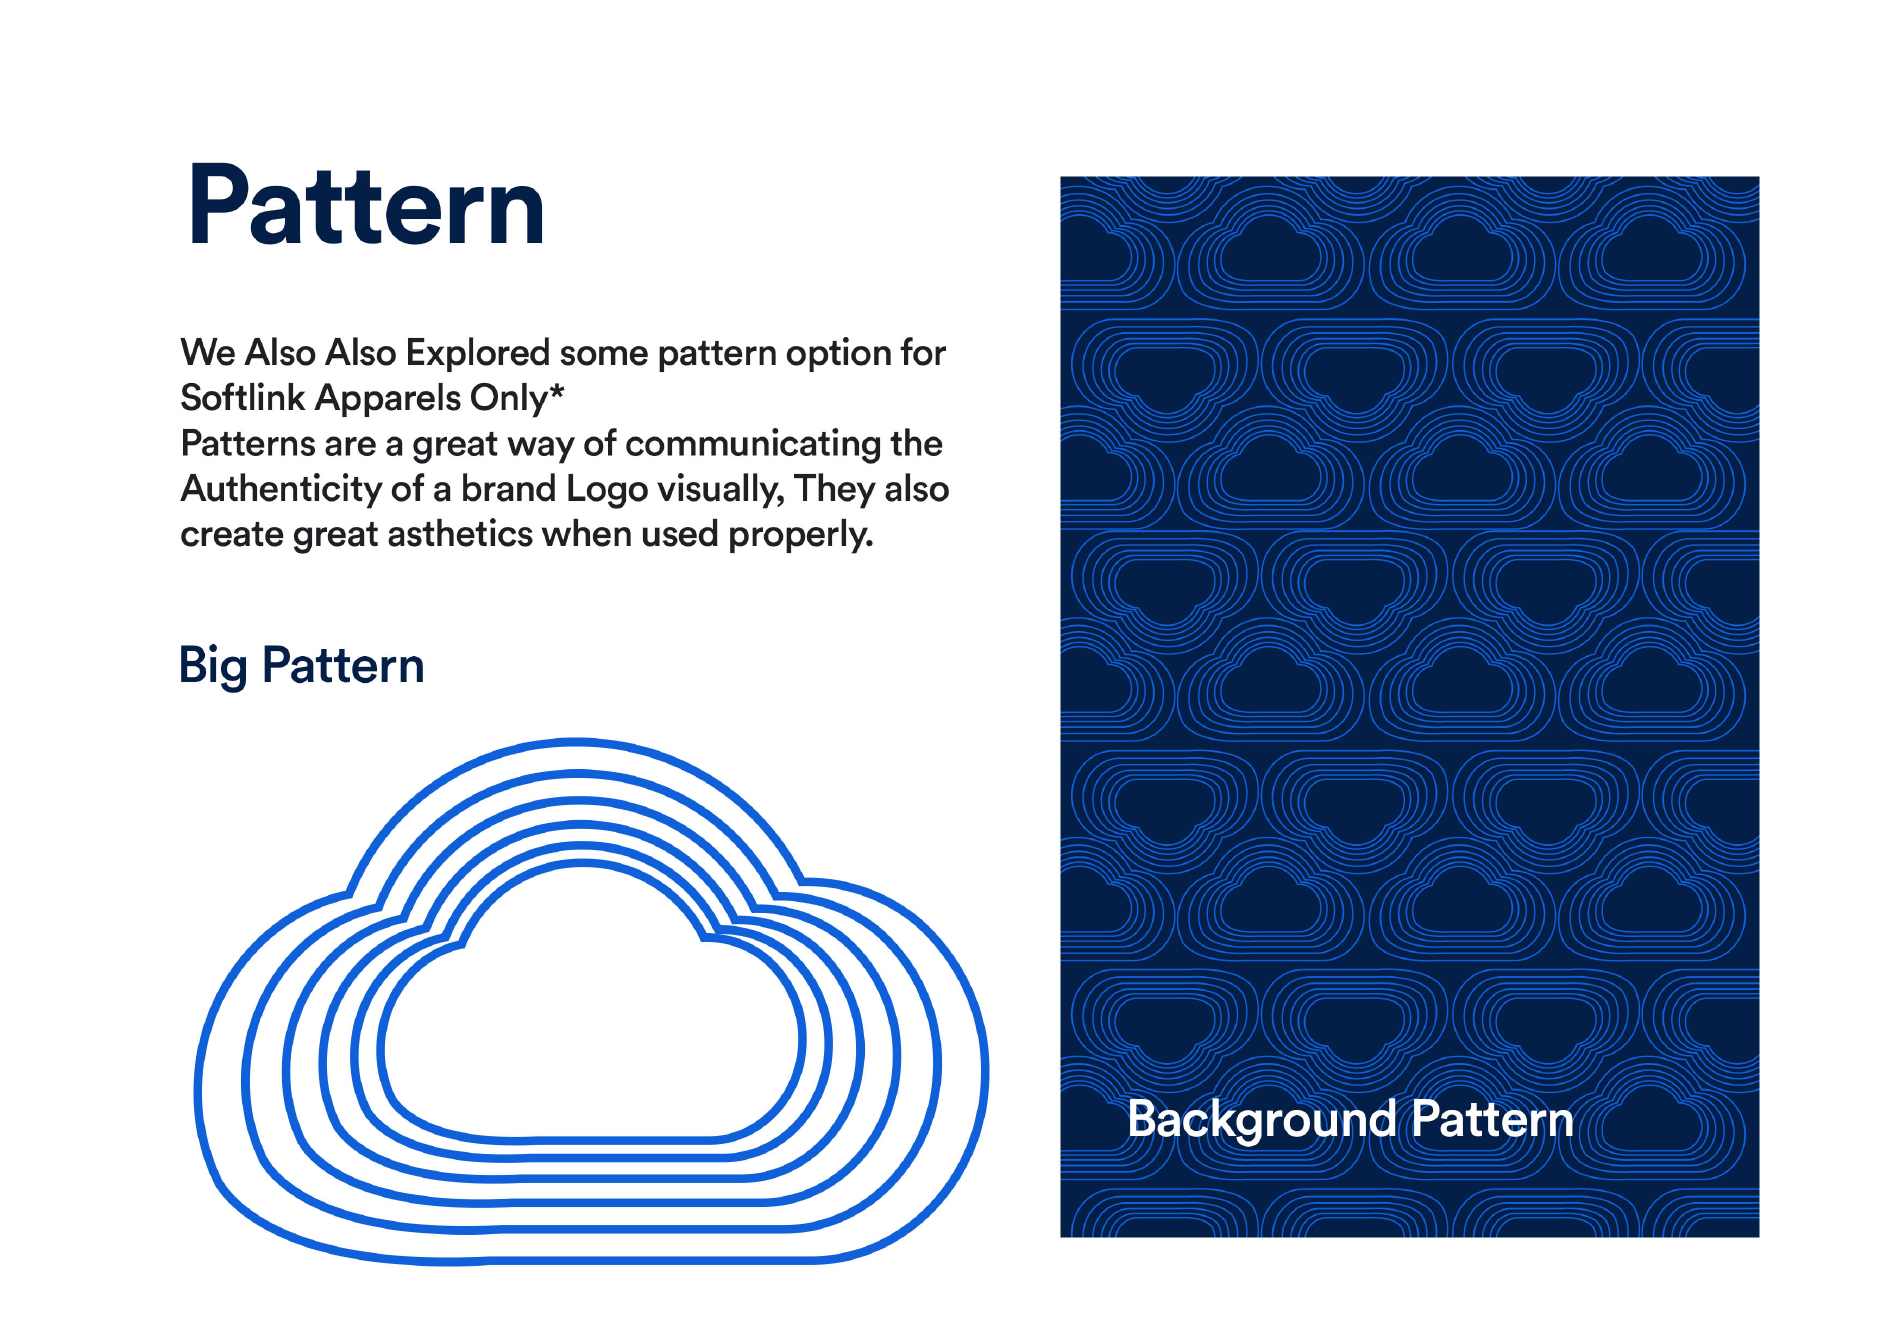 Pattern
We Also Also Explored some pattern option for
Softlink Apparels Only*
Patterns are a great way of communicating the
Authenticity of a brand Logo visually, They also
create great asthetics when used properly.
Big Pattern
Background Pattern